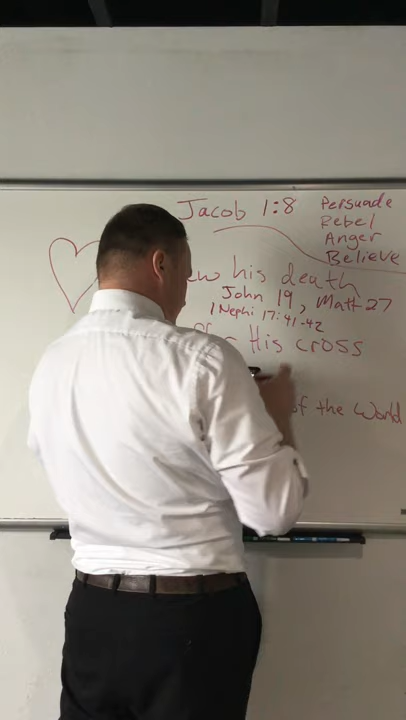 Jacob 1:8
Persuade
Rebel
Anger
Believe
his death
John 19, Matt 27
1 Nephi 17:41-42
His cross
of the World